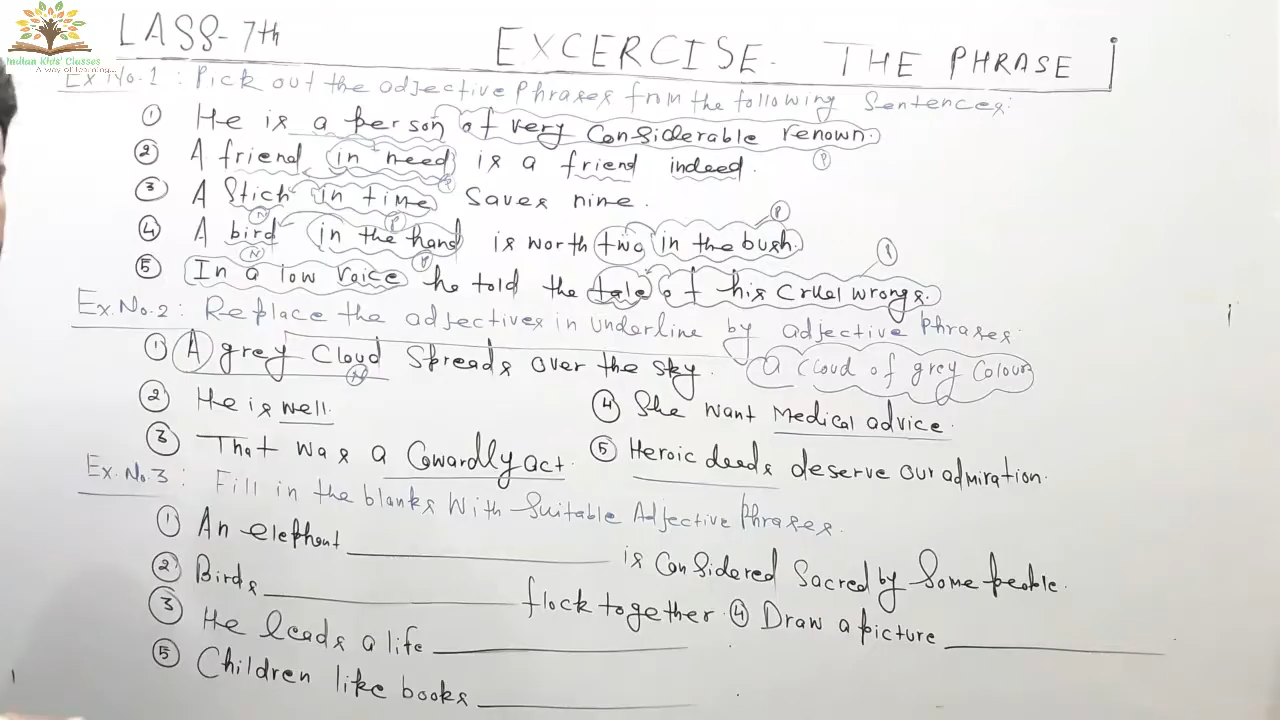 Indian Kids' Classes
A way of learning...
LASS-7th
EXCERCISE. THE PHRASE
Ex.No.1: Pick out the adjective Phrases from the following Sentences:
① He is a person of very Considerable renown.
P
② A friend in need is a friend indeed.
P
③ A Stich in time Saves nine.
N P P
④ A bird in the hand is worth two in the bush.
N P P
⑤ In a low voice he told the tale of his Cruel wrongs.
Ex.No.2: Replace the adjectives in underline by adjective Phrases:
① A grey Cloud Spreads over the sky. a cloud of grey Colour
N
② He is well. ④ She want Medical advice.
③ That was a Cowardly act. ⑤ Heroic deeds deserve our admiration.
Ex.No.3: Fill in the blanks With Suitable Adjective Phrases.
① An elephant ____ is Considered Sacred by Some people.
② Birds ____ flock together. ④ Draw a picture ____
③ He leads a life ____
⑤ Children like books ____